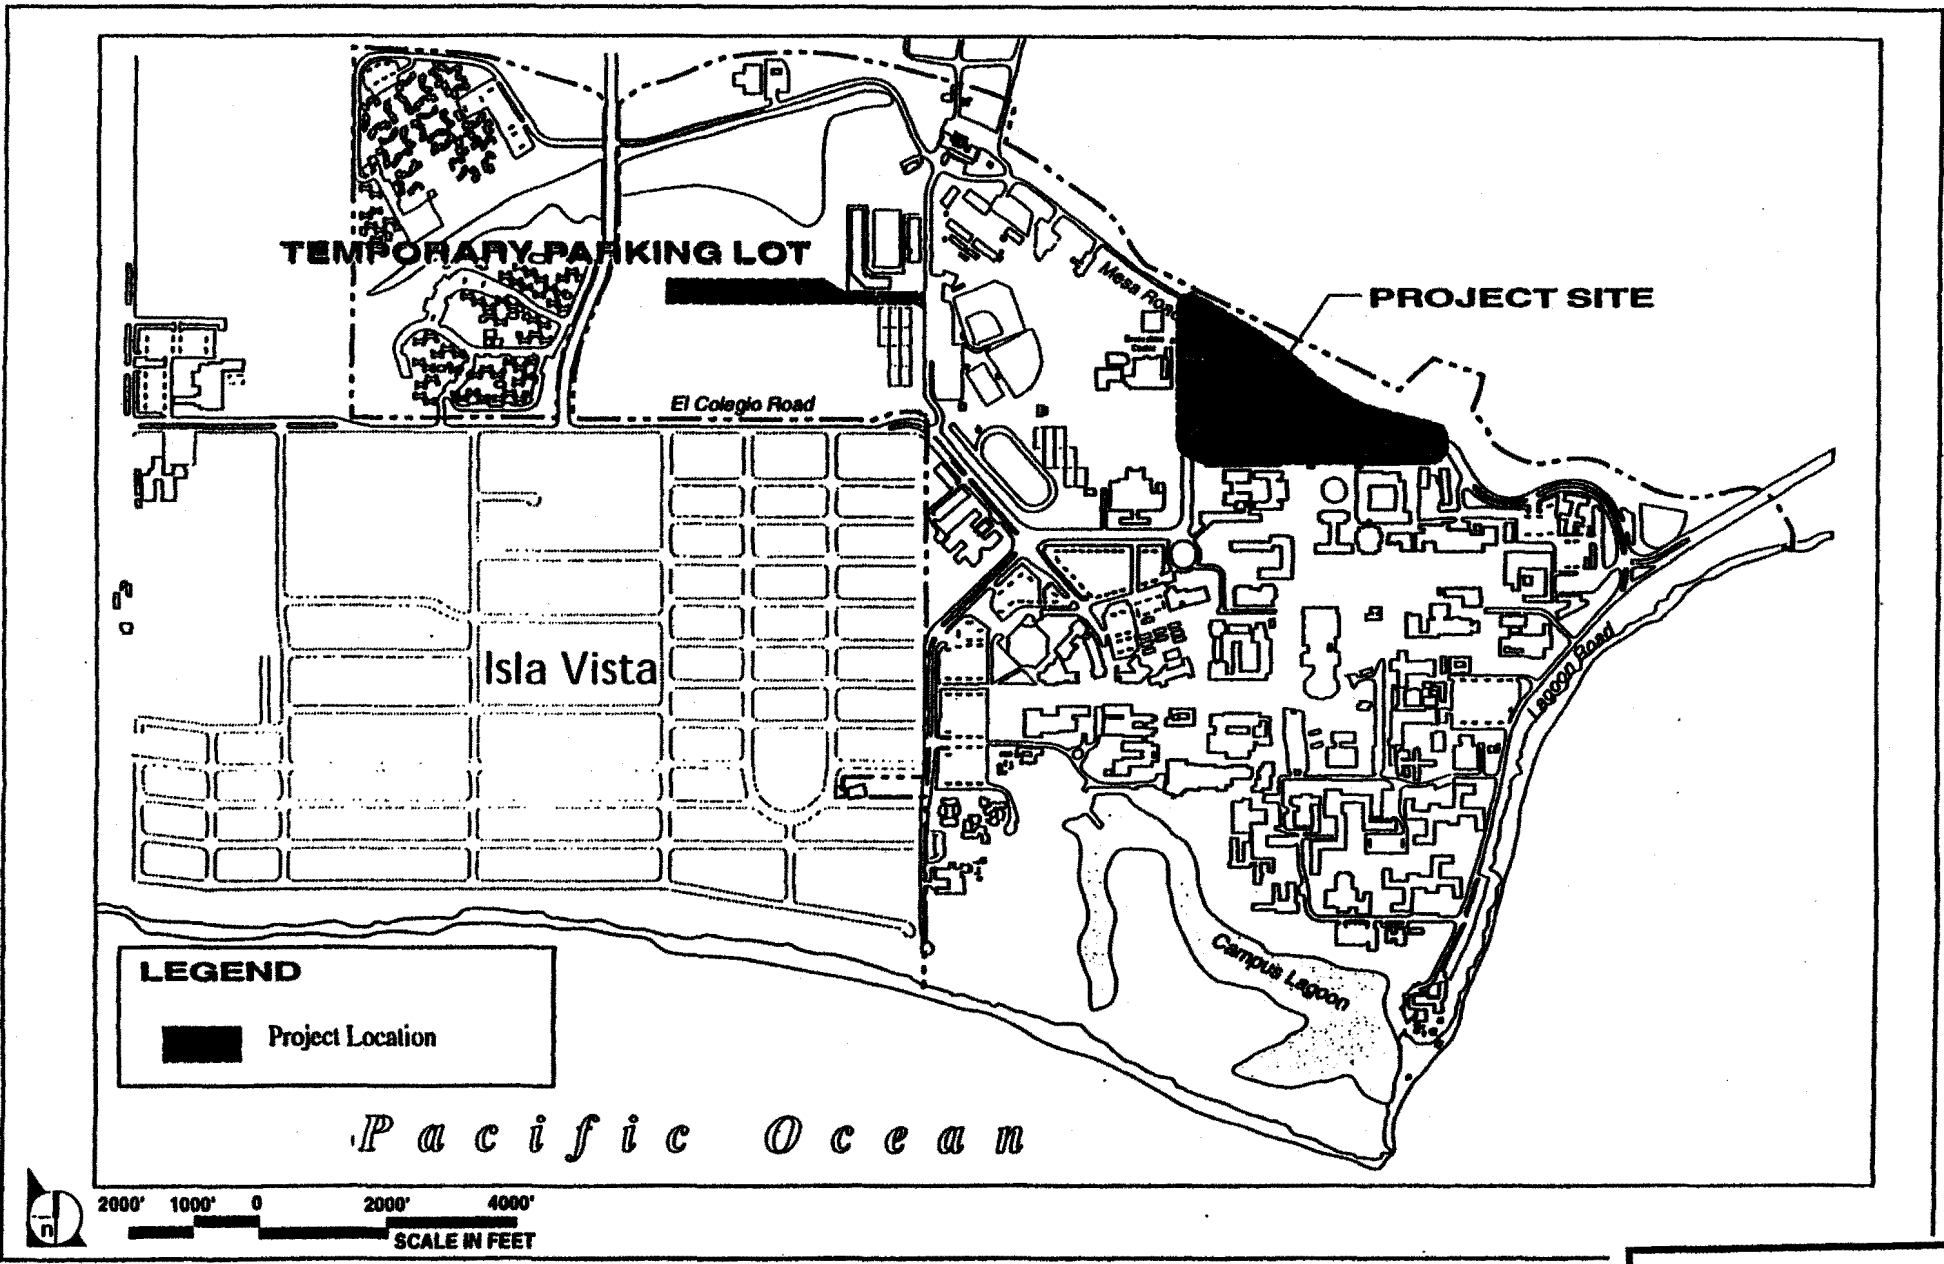 TEMPORARY PARKING LOT
Mesa Road
PROJECT SITE
El Colegio Road
Isla Vista
Lagoon Road
Campus Lagoon
LEGEND
Project Location
Pacific Ocean
n
2000' 1000' 0 2000' 4000'
SCALE IN FEET